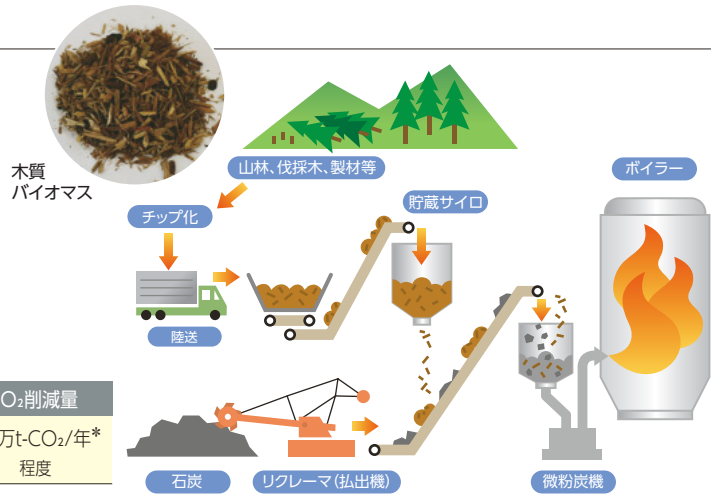 木質
バイオマス
山林、伐採木、製材等
ボイラー
チップ化
貯蔵サイロ
陸送
O₂削減量
万t-CO₂/年*
程度
石炭
リクレーマ(払出機)
微粉炭機